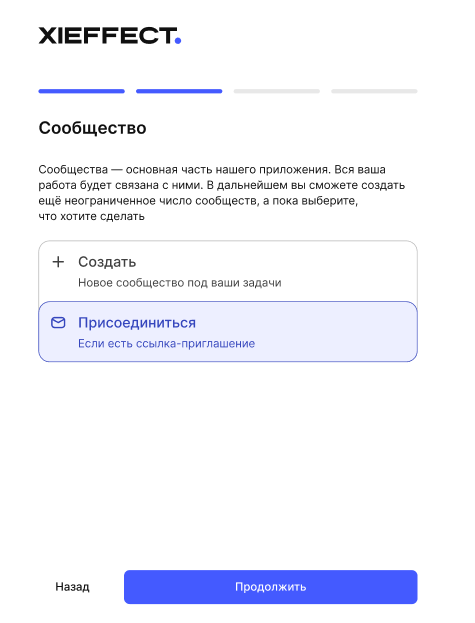 XIEFFECT.
Сообщество
Сообщества — основная часть нашего приложения. Вся ваша
работа будет связана с ними. В дальнейшем вы сможете создать
ещё неограниченное число сообществ, а пока выберите,
что хотите сделать
Создать
Новое сообщество под ваши задачи
Присоединиться
Если есть ссылка-приглашение
Назад
Продолжить